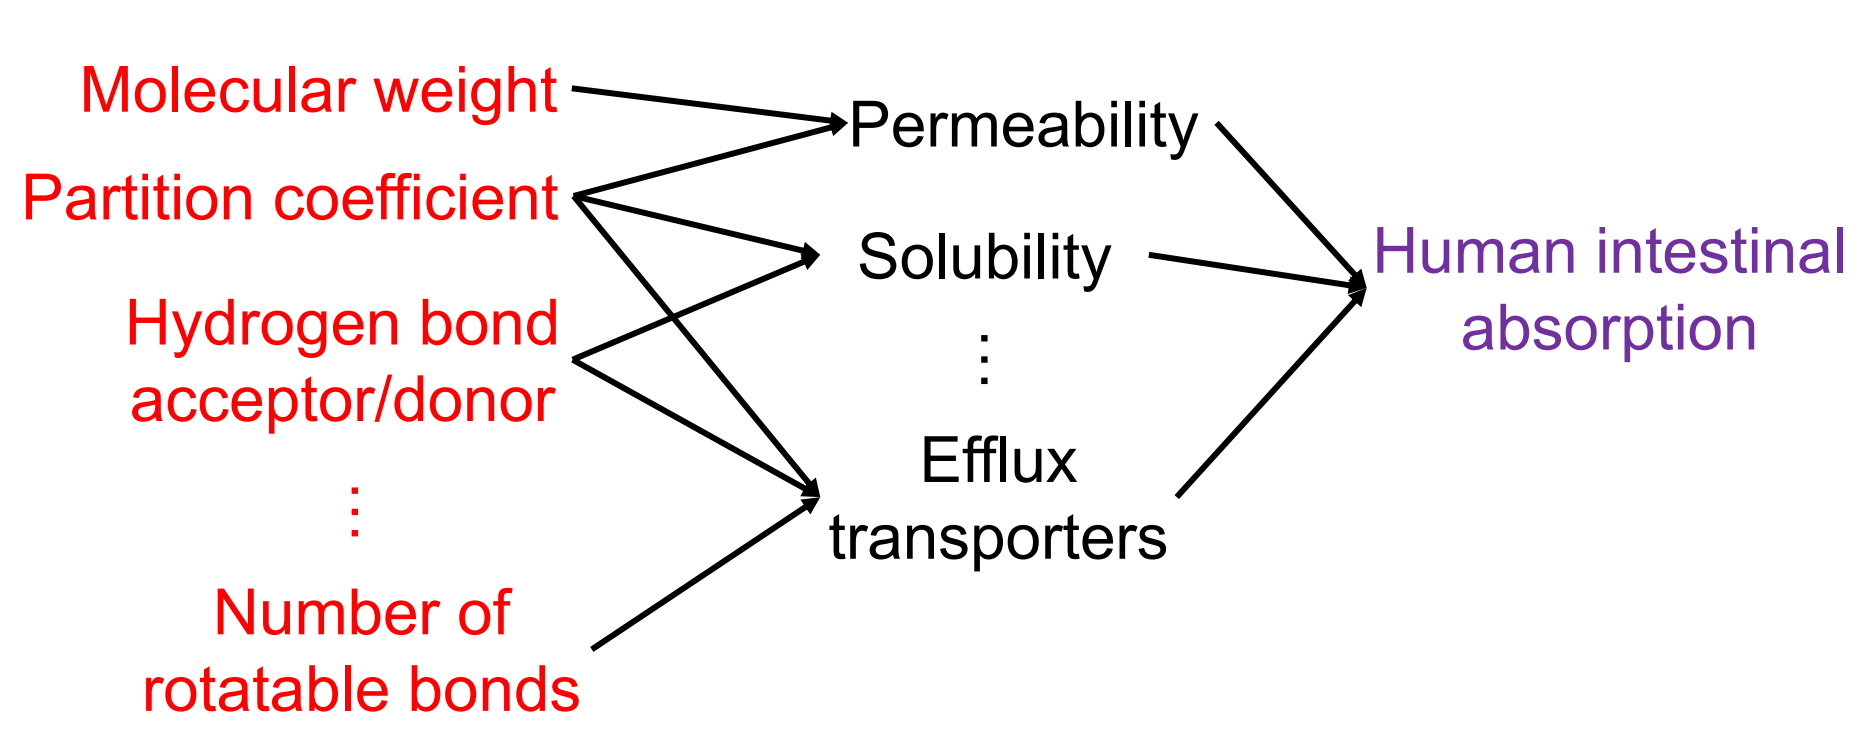 Molecular weight
Partition coefficient
Hydrogen bond
acceptor/donor
⋮
Number of
rotatable bonds
Permeability
Solubility
⋮
Efflux
transporters
Human intestinal
absorption